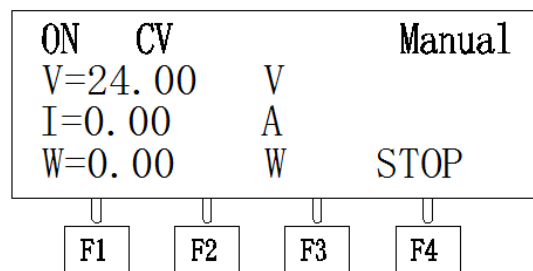 ON CV Manual
V=24.00 V
I=0.00 A
W=0.00 W STOP
F1 F2 F3 F4